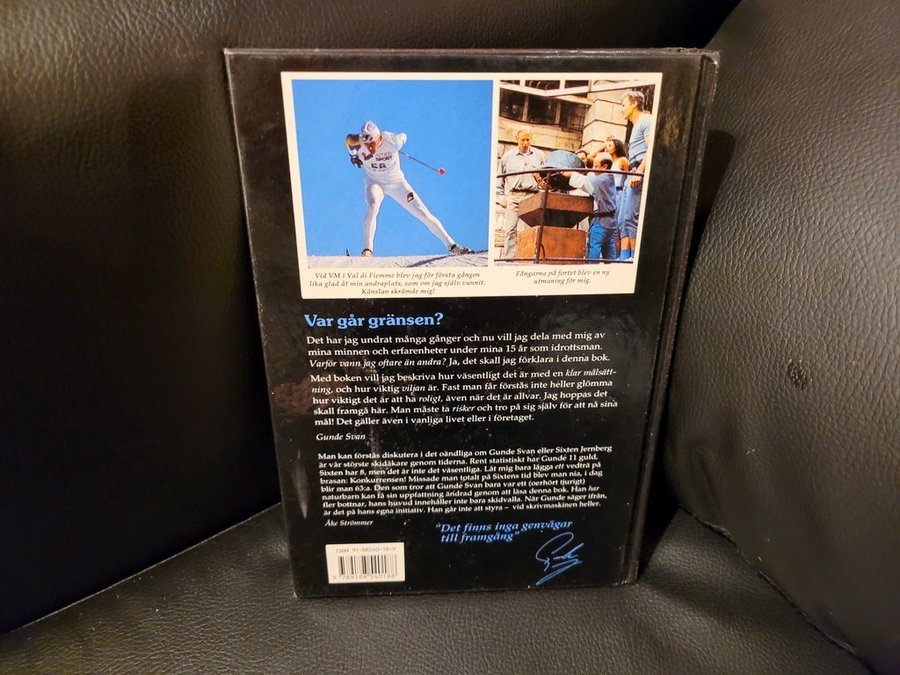 58
Vid VM i Val di Fiemme blev jag för första gången
lika glad åt min andraplats, som om jag själv vunnit.
Känslan skrämde mig!
Fångarna på fortet blev en ny
utmaning för mig.
Var går gränsen?
Det har jag undrat många gånger och nu vill jag dela med mig av
mina minnen och erfarenheter under mina 15 år som idrottsman.
Varför vann jag oftare än andra? Ja, det skall jag förklara i denna bok.
Med boken vill jag beskriva hur väsentligt det är med en klar målsätt-
ning, och hur viktig viljan är. Fast man får förstås inte heller glömma
hur viktigt det är att ha roligt, även när det är allvar. Jag hoppas det
skall framgå här. Man måste ta risker och tro på sig själv för att nå sina
mål! Det gäller även i vanliga livet eller i företaget.
Gunde Svan
Man kan förstås diskutera i det oändliga om Gunde Svan eller Sixten Jernberg
är vår störste skidåkare genom tiderna. Rent statistiskt har Gunde 11 guld,
Sixten har 8, men det är inte det väsentliga. Låt mig bara lägga ett vedträ på
brasan: Konkurrensen! Missade man totalt på Sixtens tid blev man nia, i dag
blir man 63:a. Den som tror att Gunde Svan bara var ett (oerhört tjurigt)
naturbarn kan få sin uppfattning ändrad genom att läsa denna bok. Han har
fler bottnar, hans huvud innehåller inte bara skidvalla. När Gunde säger ifrån,
är det på hans egna initiativ. Han går inte att styra – vid skrivmaskinen heller.
Åke Strömmer
"Det finns inga genvägar
till framgång"
ISBN 91-88540-18-9
9 789188 540188